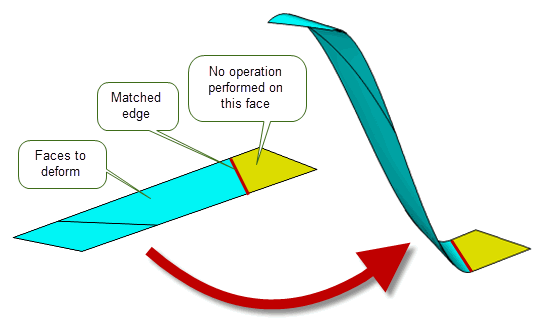 No operation
performed on
this face
Matched
edge
Faces to
deform